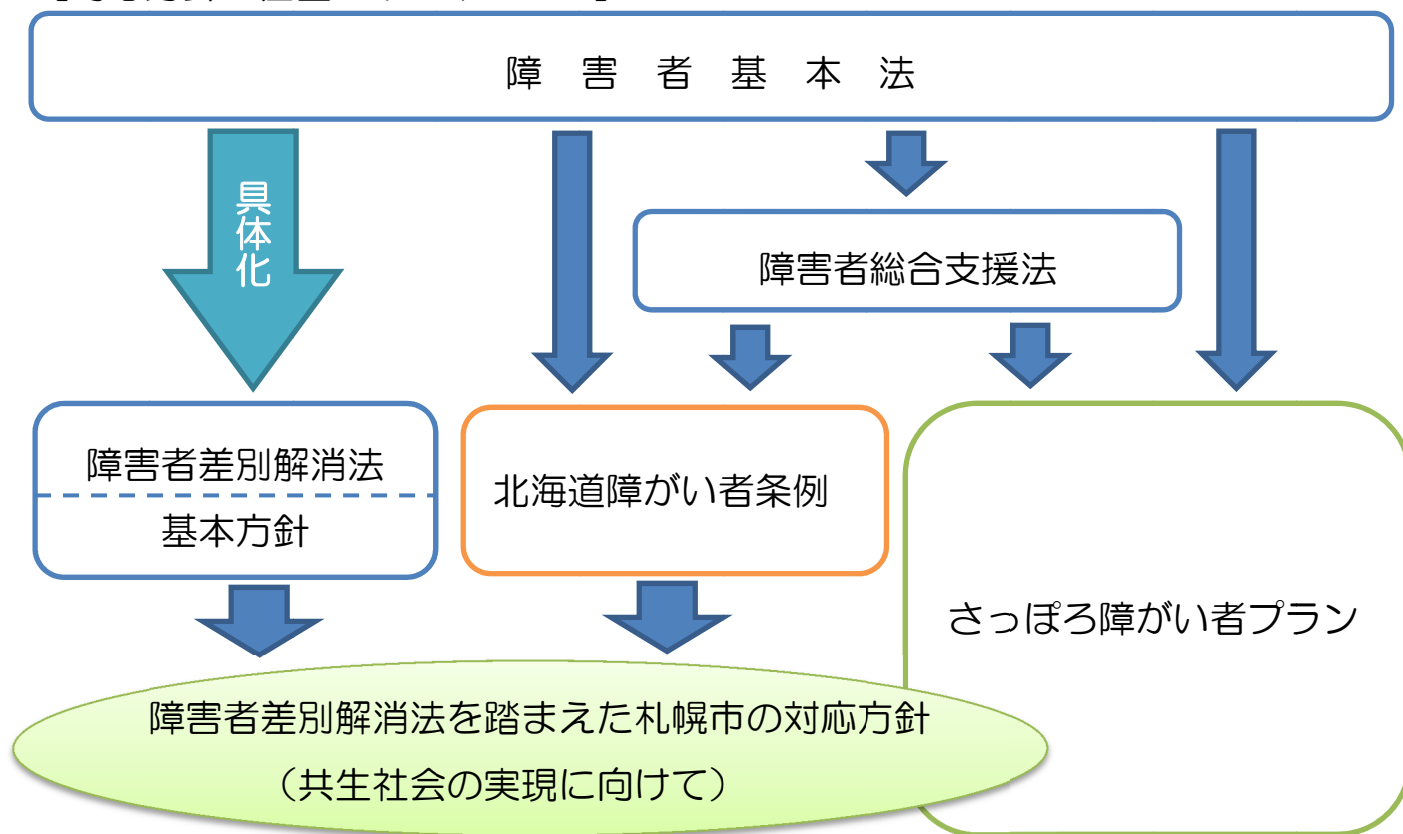 障害者基本法
具体化
障害者総合支援法
障害者差別解消法
基本方針
北海道障がい者条例
さっぽろ障がい者プラン
障害者差別解消法を踏まえた札幌市の対応方針
（共生社会の実現に向けて）